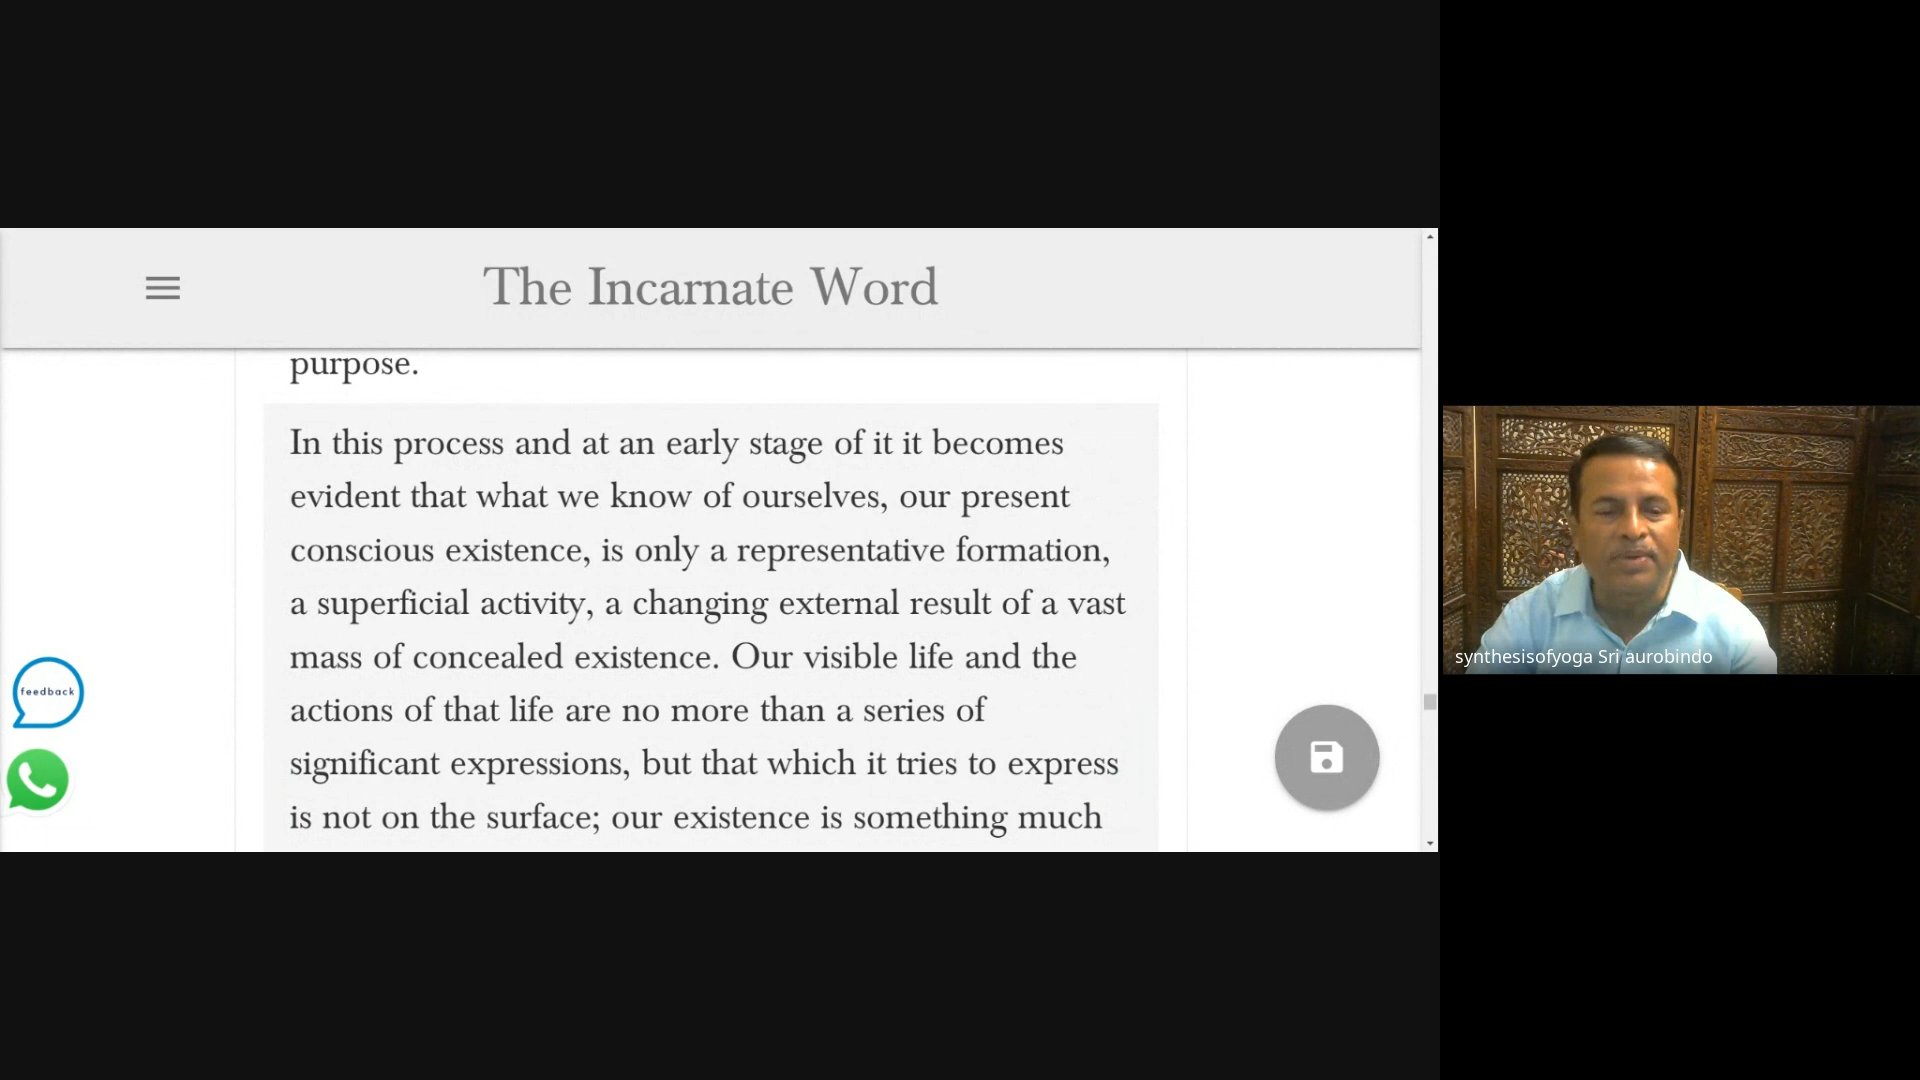 The Incarnate Word
purpose.
In this process and at an early stage of it it becomes
evident that what we know of ourselves, our present
conscious existence, is only a representative formation,
a superficial activity, a changing external result of a vast
mass of concealed existence. Our visible life and the
actions of that life are no more than a series of
significant expressions, but that which it tries to express
is not on the surface; our existence is something much
feedback
synthesisofyoga Sri aurobindo